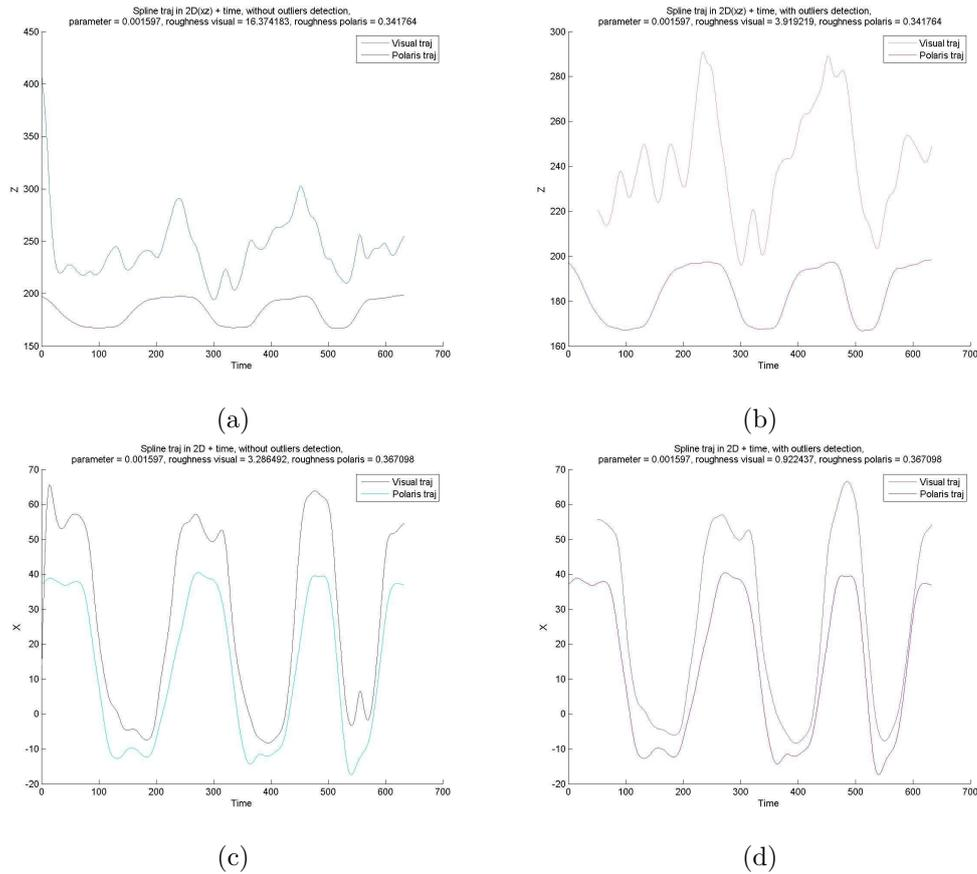 Spline traj in 2D(xz) + time, without outliers detection,
parameter = 0.001597, roughness visual = 16.374183, roughness polaris = 0.341764
450
400
350
300
250
200
150
Z
0 100 200 300 400 500 600 700
Time
Visual traj
Polaris traj
(a)
Spline traj in 2D(xz) + time, with outliers detection,
parameter = 0.001597, roughness visual = 3.919219, roughness polaris = 0.341764
300
280
260
240
220
200
180
160
Z
0 100 200 300 400 500 600 700
Time
Visual traj
Polaris traj
(b)
Spline traj in 2D + time, without outliers detection,
parameter = 0.001597, roughness visual = 3.286492, roughness polaris = 0.367098
70
60
50
40
30
20
10
0
-10
-20
X
0 100 200 300 400 500 600 700
Time
Visual traj
Polaris traj
(c)
Spline traj in 2D + time, with outliers detection,
parameter = 0.001597, roughness visual = 0.922437, roughness polaris = 0.367098
70
60
50
40
30
20
10
0
-10
-20
X
0 100 200 300 400 500 600 700
Time
Visual traj
Polaris traj
(d)